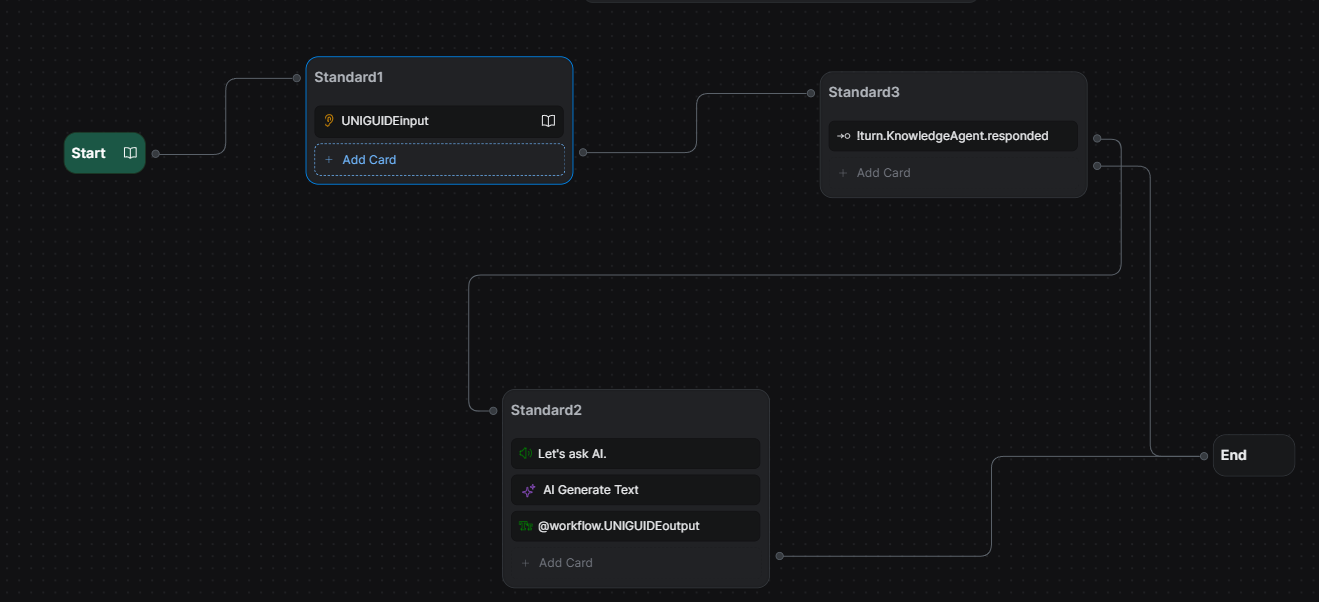 Start
Standard1
UNIGUIDEinput
+ Add Card
Standard3
!turn.KnowledgeAgent.responded
+ Add Card
Standard2
Let's ask AI.
AI Generate Text
@workflow.UNIGUIDEoutput
+ Add Card
End